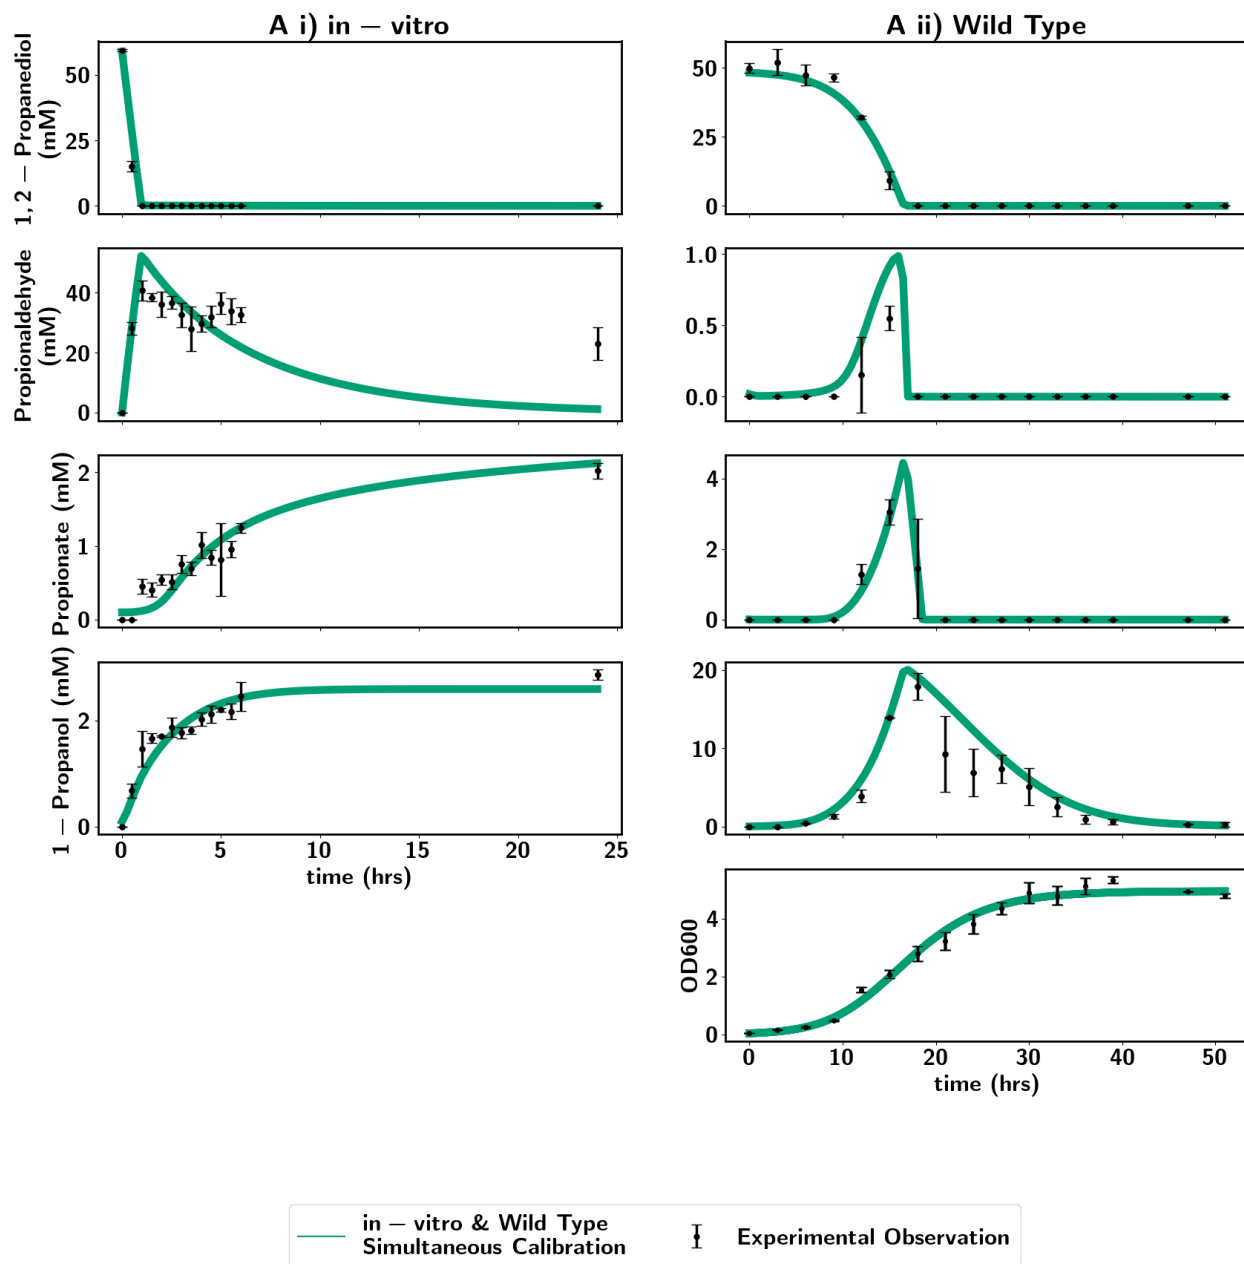 A i) in − vitro
A ii) Wild Type
1, 2 − Propanediol
(mM)
50
25
0
50
25
0
Propionaldehyde
(mM)
40
20
0
1.0
0.5
0.0
Propionate (mM)
2
1
0
4
2
0
1 − Propanol (mM)
2
0
0
5
10
15
20
25
time (hrs)
20
10
0
OD600
4
2
0
0
10
20
30
40
50
time (hrs)
in − vitro & Wild Type
Simultaneous Calibration
Experimental Observation